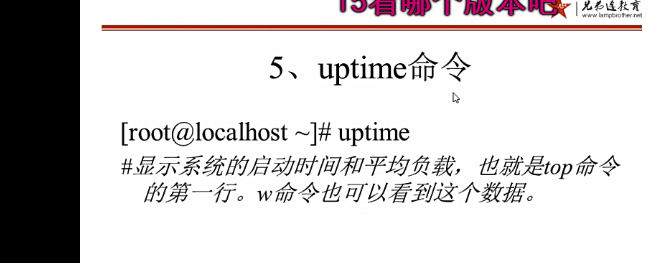 15看哪个版本吧
兄弟连教育
www.lampbrother.net
5、uptime命令
[root@localhost ~]# uptime
#显示系统的启动时间和平均负载，也就是top命令
的第一行。w命令也可以看到这个数据。